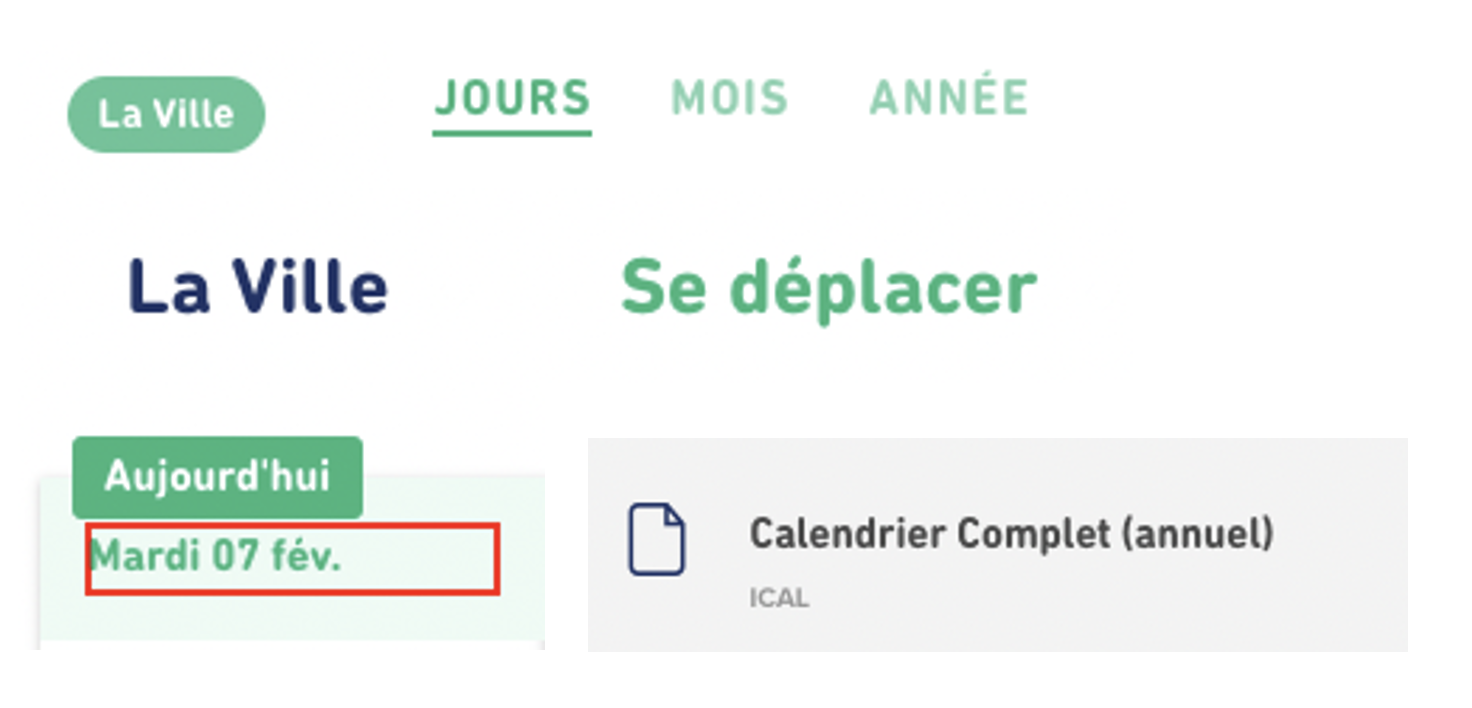 La Ville
JOURS MOIS ANNÉE
La Ville
Se déplacer
Aujourd'hui
Mardi 07 fév.
Calendrier Complet (annuel)
ICAL